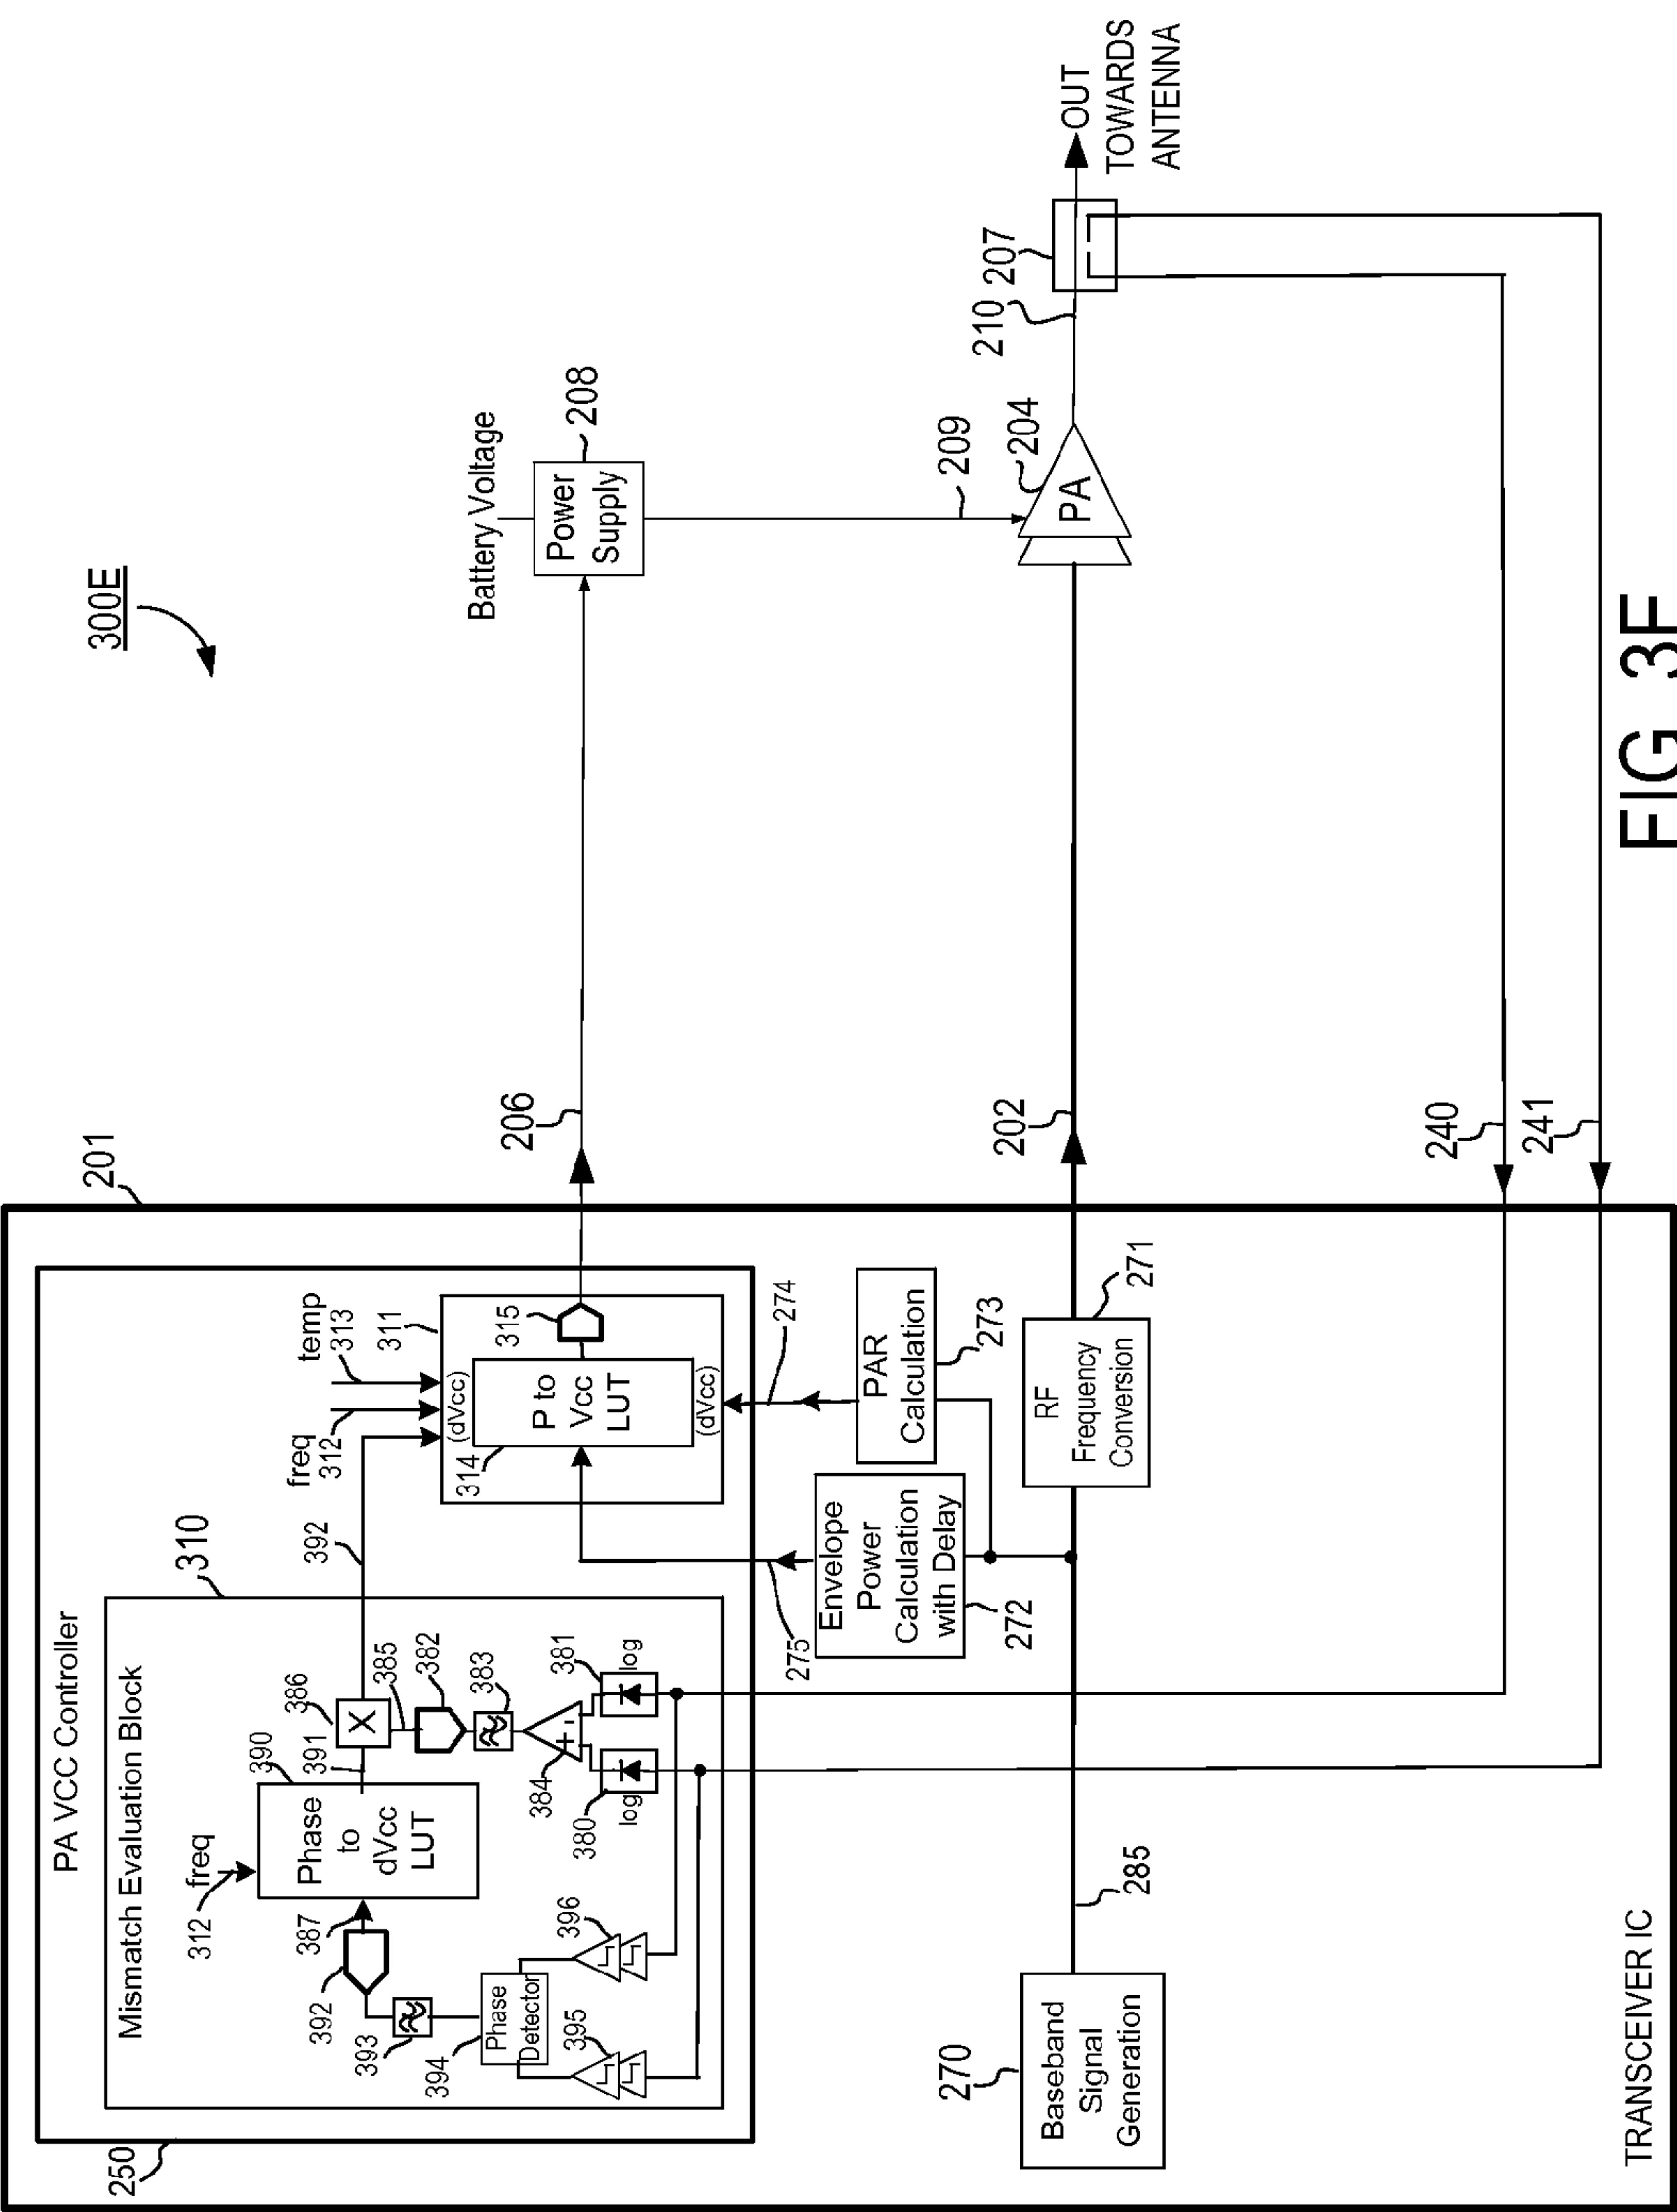 300E
201
PA VCC Controller
250
Mismatch Evaluation Block
310
312
freq
390
391
386
392
freq
312
temp
313
311
Phase
to
dVcc
LUT
X
385
382
383
387
392
393
394
Phase
Detector
395
396
384
+
-
380
381
log
log
(dVcc)
314
P to
Vcc
LUT
315
(dVcc)
206
Battery Voltage
Power
Supply
208
209
275
274
Envelope
Power
Calculation
with Delay
272
PAR
Calculation
273
270
Baseband
Signal
Generation
285
RF
Frequency
Conversion
271
202
PA
204
210
207
OUT
TOWARDS
ANTENNA
240
241
TRANSCEIVER IC